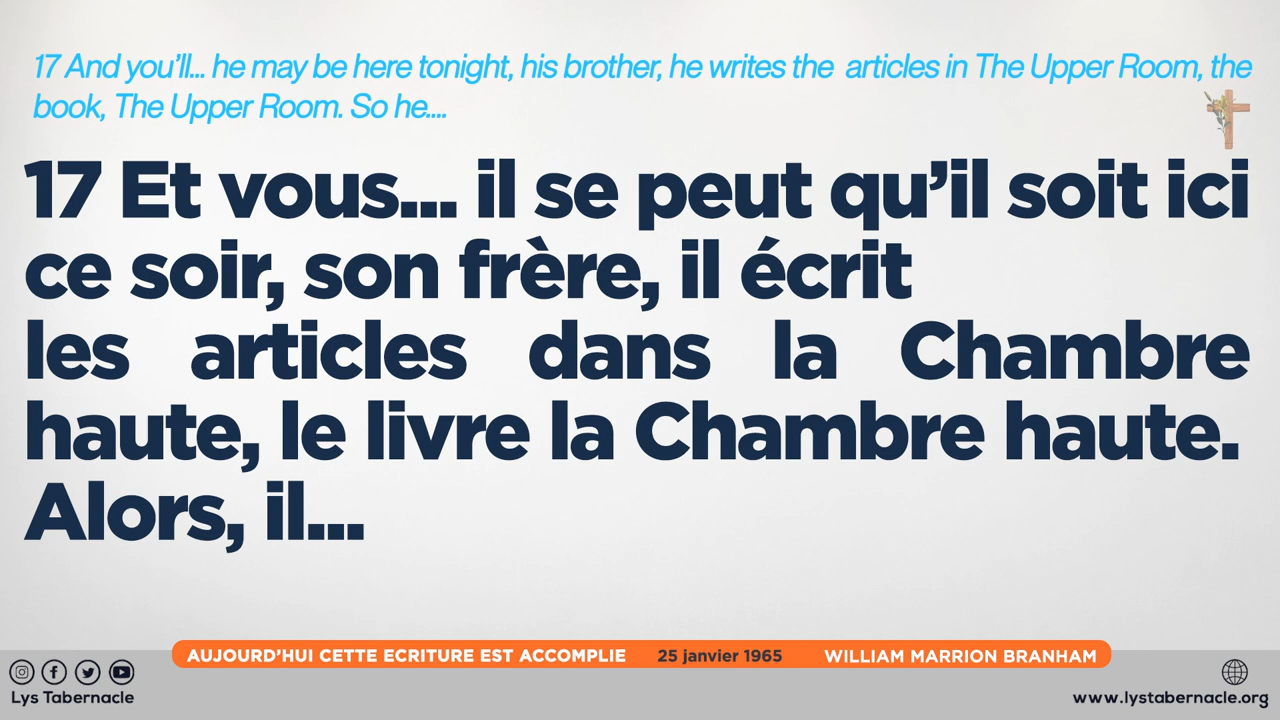 17 And you’ll... he may be here tonight, his brother, he writes the articles in The Upper Room, the
book, The Upper Room. So he....
17 Et vous... il se peut qu’il soit ici
ce soir, son frère, il écrit
les articles dans la Chambre
haute, le livre la Chambre haute.
Alors, il...
AUJOURD’HUI CETTE ECRITURE EST ACCOMPLIE 25 janvier 1965 WILLIAM MARRION BRANHAM
Lys Tabernacle
www.lystabernacle.org